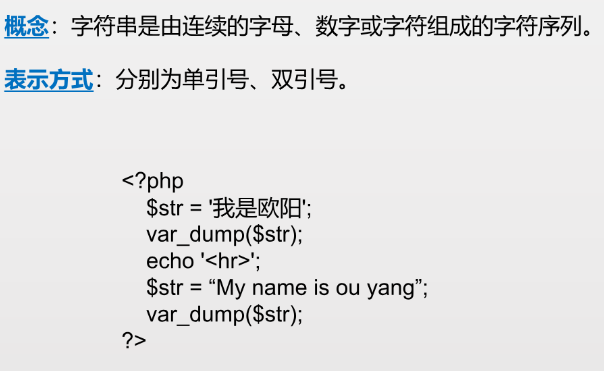 概念：字符串是由连续的字母、数字或字符组成的字符序列。
表示方式：分别为单引号、双引号。
<?php
$str = '我是欧阳';
var_dump($str);
echo '<hr>';
$str = “My name is ou yang”;
var_dump($str);
?>